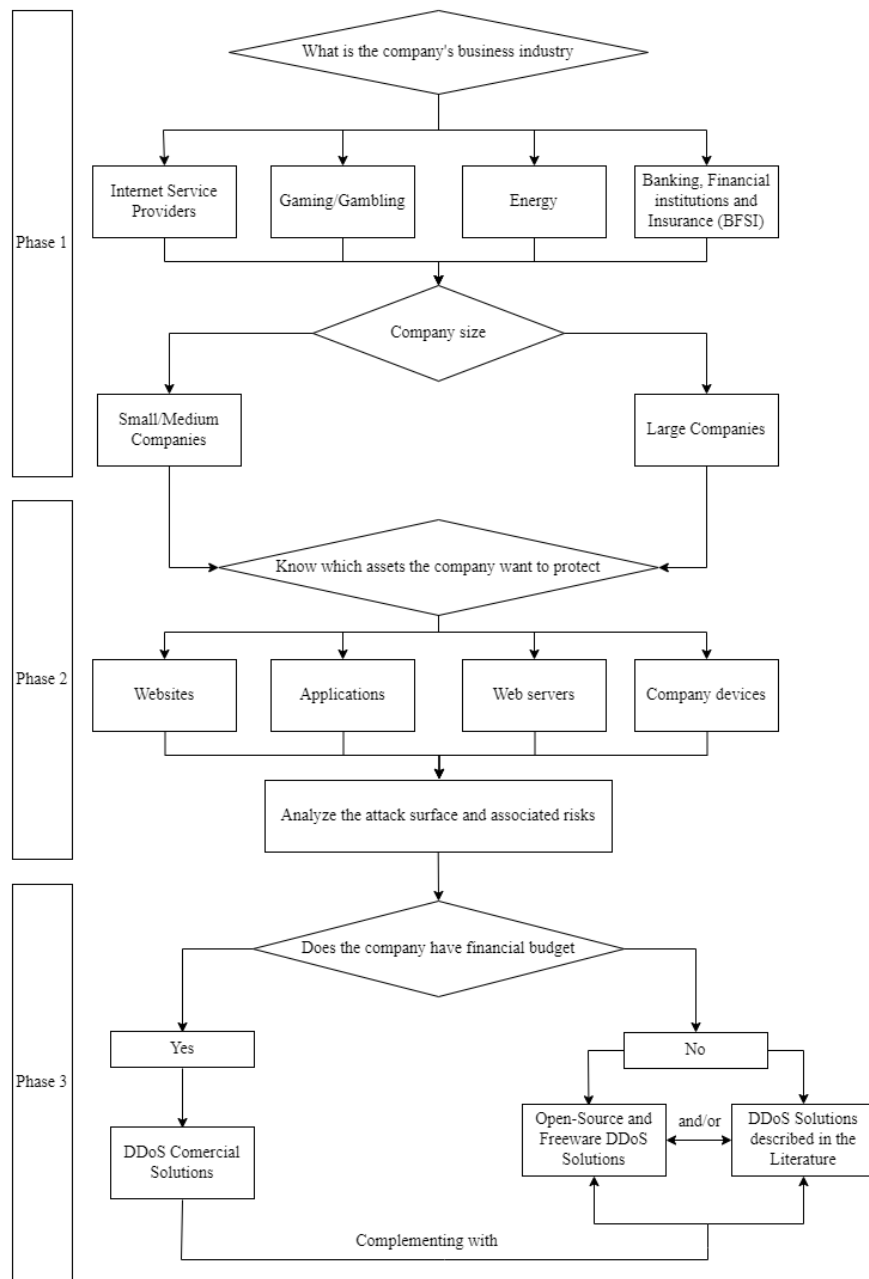 Phase 1
What is the company's business industry
Internet Service
Providers
Gaming/Gambling
Energy
Banking, Financial
institutions and
Insurance (BFSI)
Company size
Small/Medium
Companies
Large Companies
Phase 2
Know which assets the company want to protect
Websites
Applications
Web servers
Company devices
Analyze the attack surface and associated risks
Phase 3
Does the company have financial budget
Yes
No
DDoS Comercial
Solutions
Open-Source and
Freeware DDoS
Solutions
and/or
DDoS Solutions
described in the
Literature
Complementing with